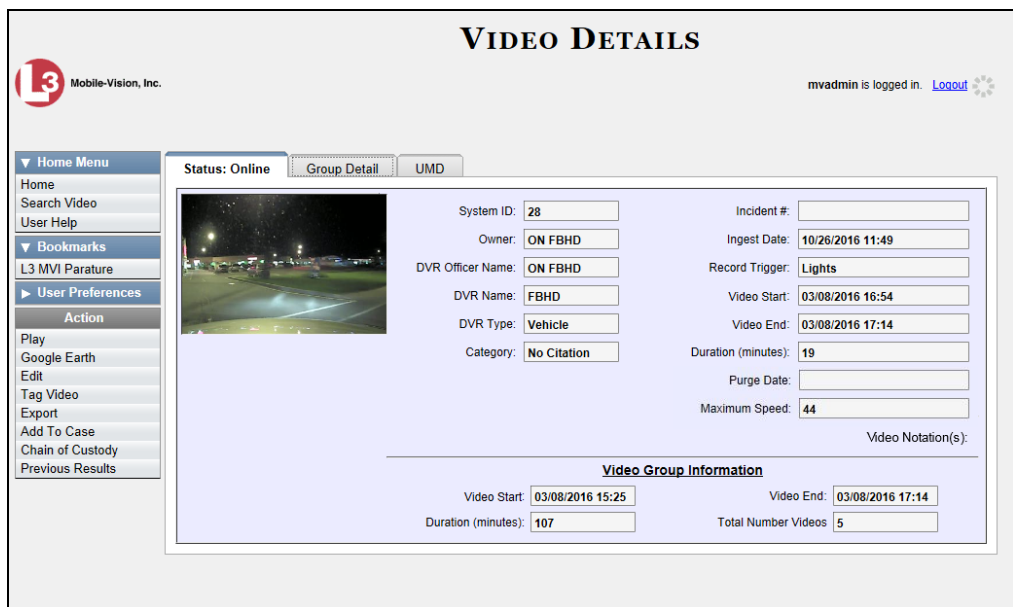 VIDEO DETAILS
L3 Mobile-Vision, Inc.
mvadmin is logged in. Logout
▼ Home Menu
Home
Search Video
User Help
▼ Bookmarks
L3 MVI Parature
▶ User Preferences
Action
Play
Google Earth
Edit
Tag Video
Export
Add To Case
Chain of Custody
Previous Results
Status: Online
Group Detail
UMD
System ID: 28
Owner: ON FBHD
DVR Officer Name: ON FBHD
DVR Name: FBHD
DVR Type: Vehicle
Category: No Citation
Incident #:
Ingest Date: 10/26/2016 11:49
Record Trigger: Lights
Video Start: 03/08/2016 16:54
Video End: 03/08/2016 17:14
Duration (minutes): 19
Purge Date:
Maximum Speed: 44
Video Notation(s):
Video Group Information
Video Start: 03/08/2016 15:25
Video End: 03/08/2016 17:14
Duration (minutes): 107
Total Number Videos 5